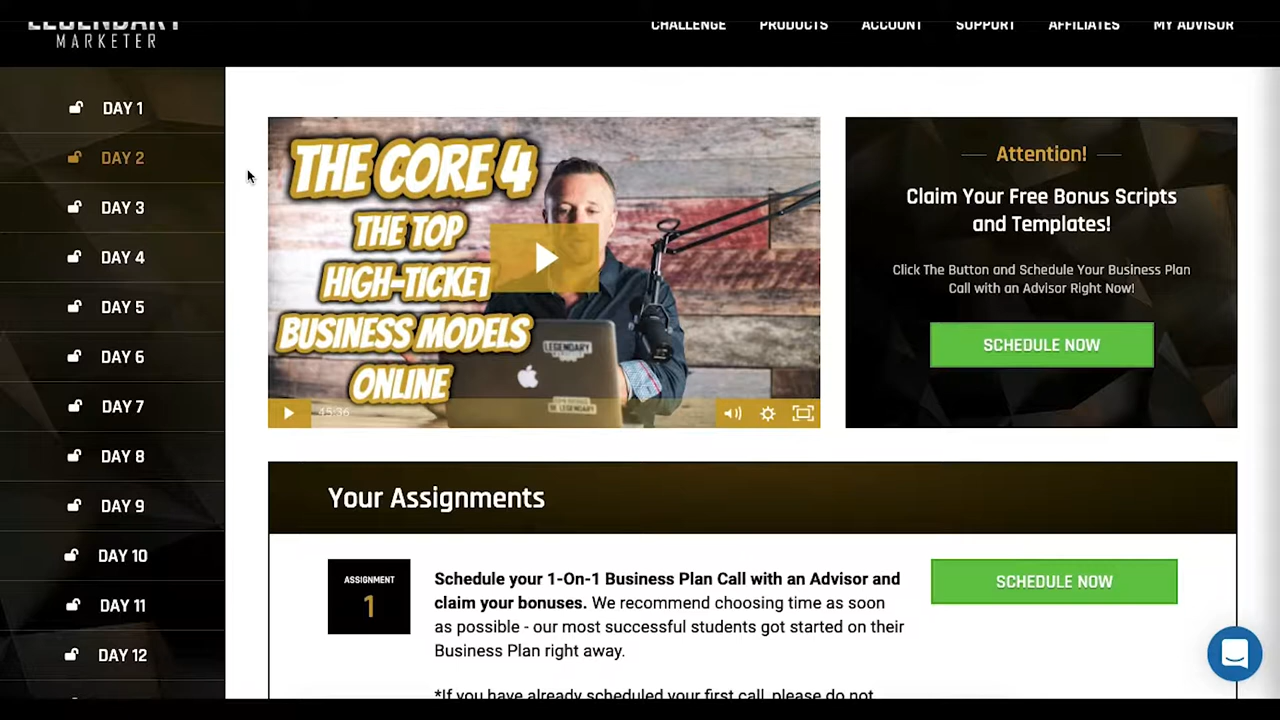 LEGENDARY
MARKETER
CHALLENGE
PRODUCTS
ACCOUNT
SUPPORT
AFFILIATES
MY ADVISOR
DAY 1
DAY 2
DAY 3
DAY 4
DAY 5
DAY 6
DAY 7
DAY 8
DAY 9
DAY 10
DAY 11
DAY 12
THE CORE 4
THE TOP
HIGH-TICKET
BUSINESS MODELS
ONLINE
LEGENDARY
45:36
Attention!
Claim Your Free Bonus Scripts
and Templates!
Click The Button and Schedule Your Business Plan
Call with an Advisor Right Now!
SCHEDULE NOW
Your Assignments
ASSIGNMENT
1
Schedule your 1-On-1 Business Plan Call with an Advisor and
claim your bonuses. We recommend choosing time as soon
as possible - our most successful students got started on their
Business Plan right away.
*If you have already scheduled your first call, please do not
SCHEDULE NOW